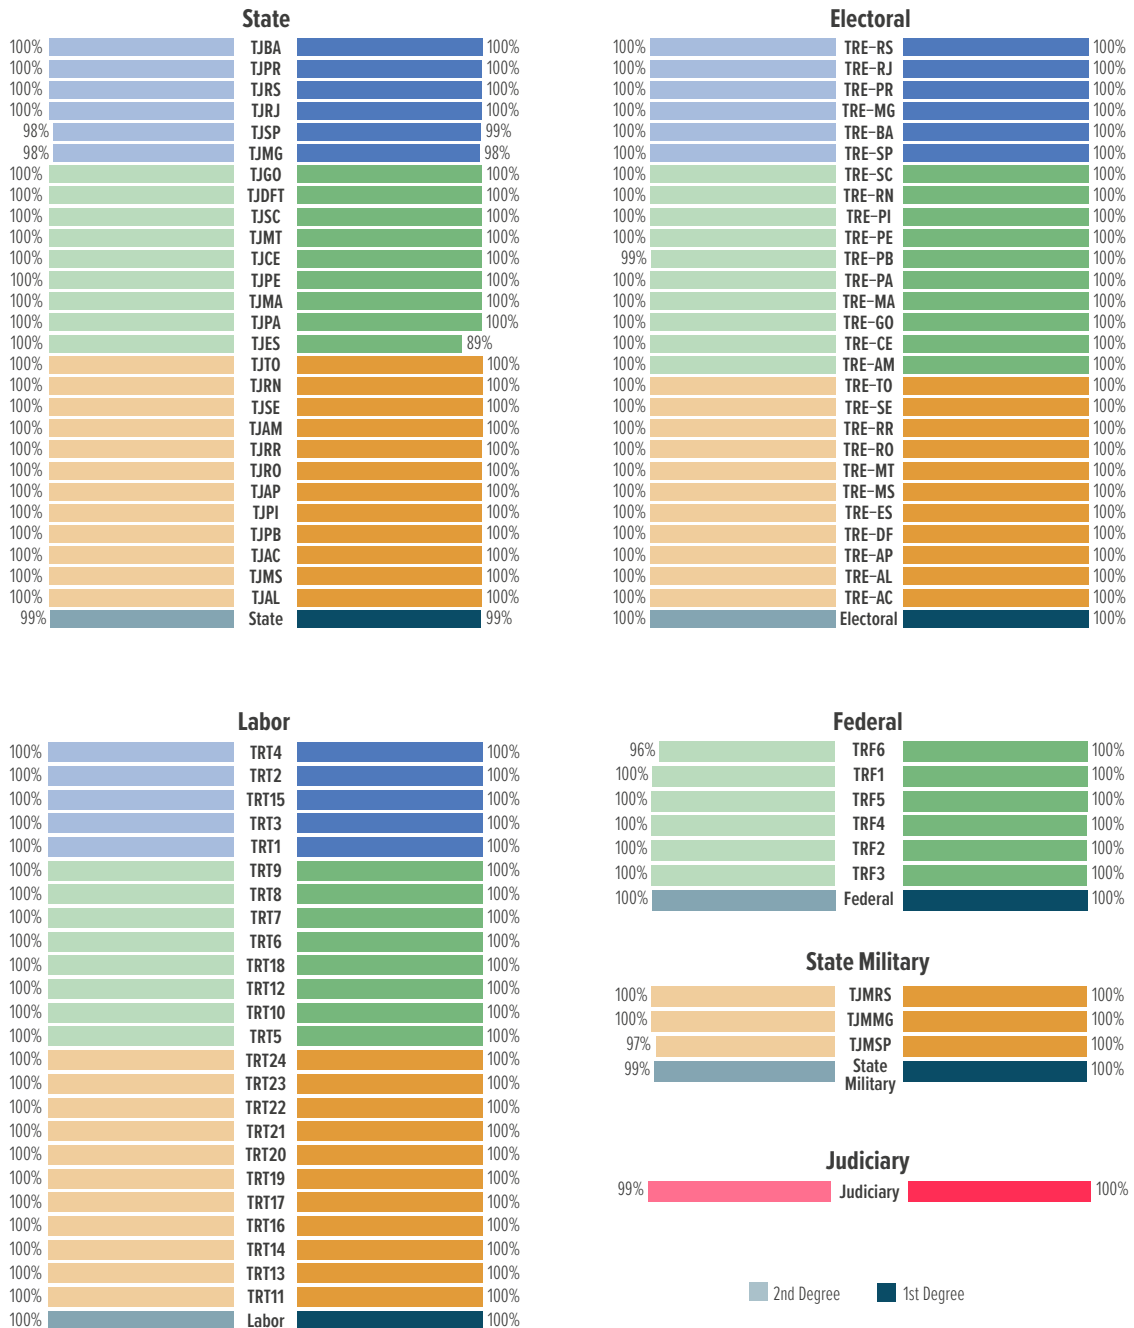 State
100% TJBA 100%
100% TJPR 100%
100% TJRS 100%
100% TJRJ 100%
98% TJSP 99%
98% TJMG 98%
100% TJGO 100%
100% TJDFT 100%
100% TJSC 100%
100% TJMT 100%
100% TJCE 100%
100% TJPE 100%
100% TJMA 100%
100% TJPA 100%
100% TJES 89%
100% TJTO 100%
100% TJRN 100%
100% TJSE 100%
100% TJAM 100%
100% TJRR 100%
100% TJRO 100%
100% TJAP 100%
100% TJPI 100%
100% TJPB 100%
100% TJAC 100%
100% TJMS 100%
100% TJAL 100%
99% State 99%
Electoral
100% TRE-RS 100%
100% TRE-RJ 100%
100% TRE-PR 100%
100% TRE-MG 100%
100% TRE-BA 100%
100% TRE-SP 100%
100% TRE-SC 100%
100% TRE-RN 100%
100% TRE-PI 100%
100% TRE-PE 100%
99% TRE-PB 100%
100% TRE-PA 100%
100% TRE-MA 100%
100% TRE-GO 100%
100% TRE-CE 100%
100% TRE-AM 100%
100% TRE-TO 100%
100% TRE-SE 100%
100% TRE-RR 100%
100% TRE-RO 100%
100% TRE-MT 100%
100% TRE-MS 100%
100% TRE-ES 100%
100% TRE-DF 100%
100% TRE-AP 100%
100% TRE-AL 100%
100% TRE-AC 100%
100% Electoral 100%
Labor
100% TRT4 100%
100% TRT2 100%
100% TRT15 100%
100% TRT3 100%
100% TRT1 100%
100% TRT9 100%
100% TRT8 100%
100% TRT7 100%
100% TRT6 100%
100% TRT18 100%
100% TRT12 100%
100% TRT10 100%
100% TRT5 100%
100% TRT24 100%
100% TRT23 100%
100% TRT22 100%
100% TRT21 100%
100% TRT20 100%
100% TRT19 100%
100% TRT17 100%
100% TRT16 100%
100% TRT14 100%
100% TRT13 100%
100% TRT11 100%
100% Labor 100%
Federal
96% TRF6 100%
100% TRF1 100%
100% TRF5 100%
100% TRF4 100%
100% TRF2 100%
100% TRF3 100%
100% Federal 100%
State Military
100% TJMRS 100%
100% TJMMG 100%
97% TJMSP 100%
99% State 100%
Military
Judiciary
99% Judiciary 100%
2nd Degree 1st Degree